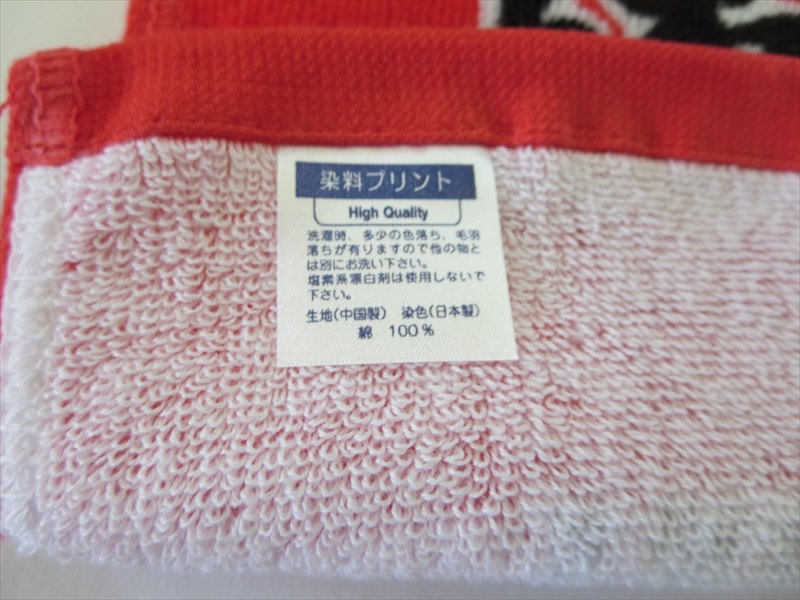 染料プリント
High Quality
洗濯時、多少の色落ち、毛羽
落ちが有りますので他の物と
は別にお洗い下さい。
塩素系漂白剤は使用しないで
下さい。
生地(中国製) 染色(日本製)
綿 100%